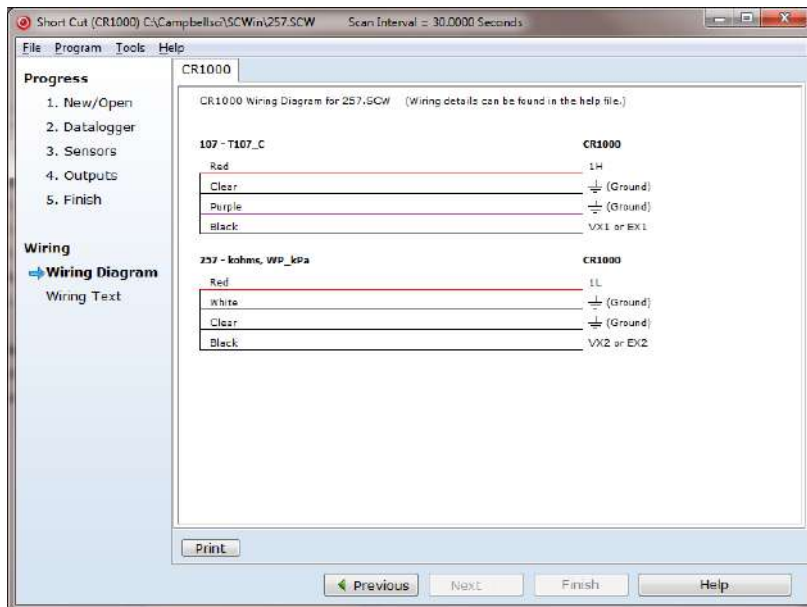 Short Cut (CR1000) C:\Campbellsci\SCWin\257.SCW Scan Interval = 30.0000 Seconds
File Program Tools Help
Progress
1. New/Open
2. Datalogger
3. Sensors
4. Outputs
5. Finish
Wiring
Wiring Diagram
Wiring Text
CR1000
CR1000 Wiring Diagram for 257.SCW (Wiring details can be found in the help file.)
107 - T107_C CR1000
Red 1H
Clear (Ground)
Purple (Ground)
Black VX1 or EX1
257 - kohms, WP_kPa CR1000
Red 1L
White (Ground)
Clear (Ground)
Black VX2 or EX2
Print
Previous Next Finish Help